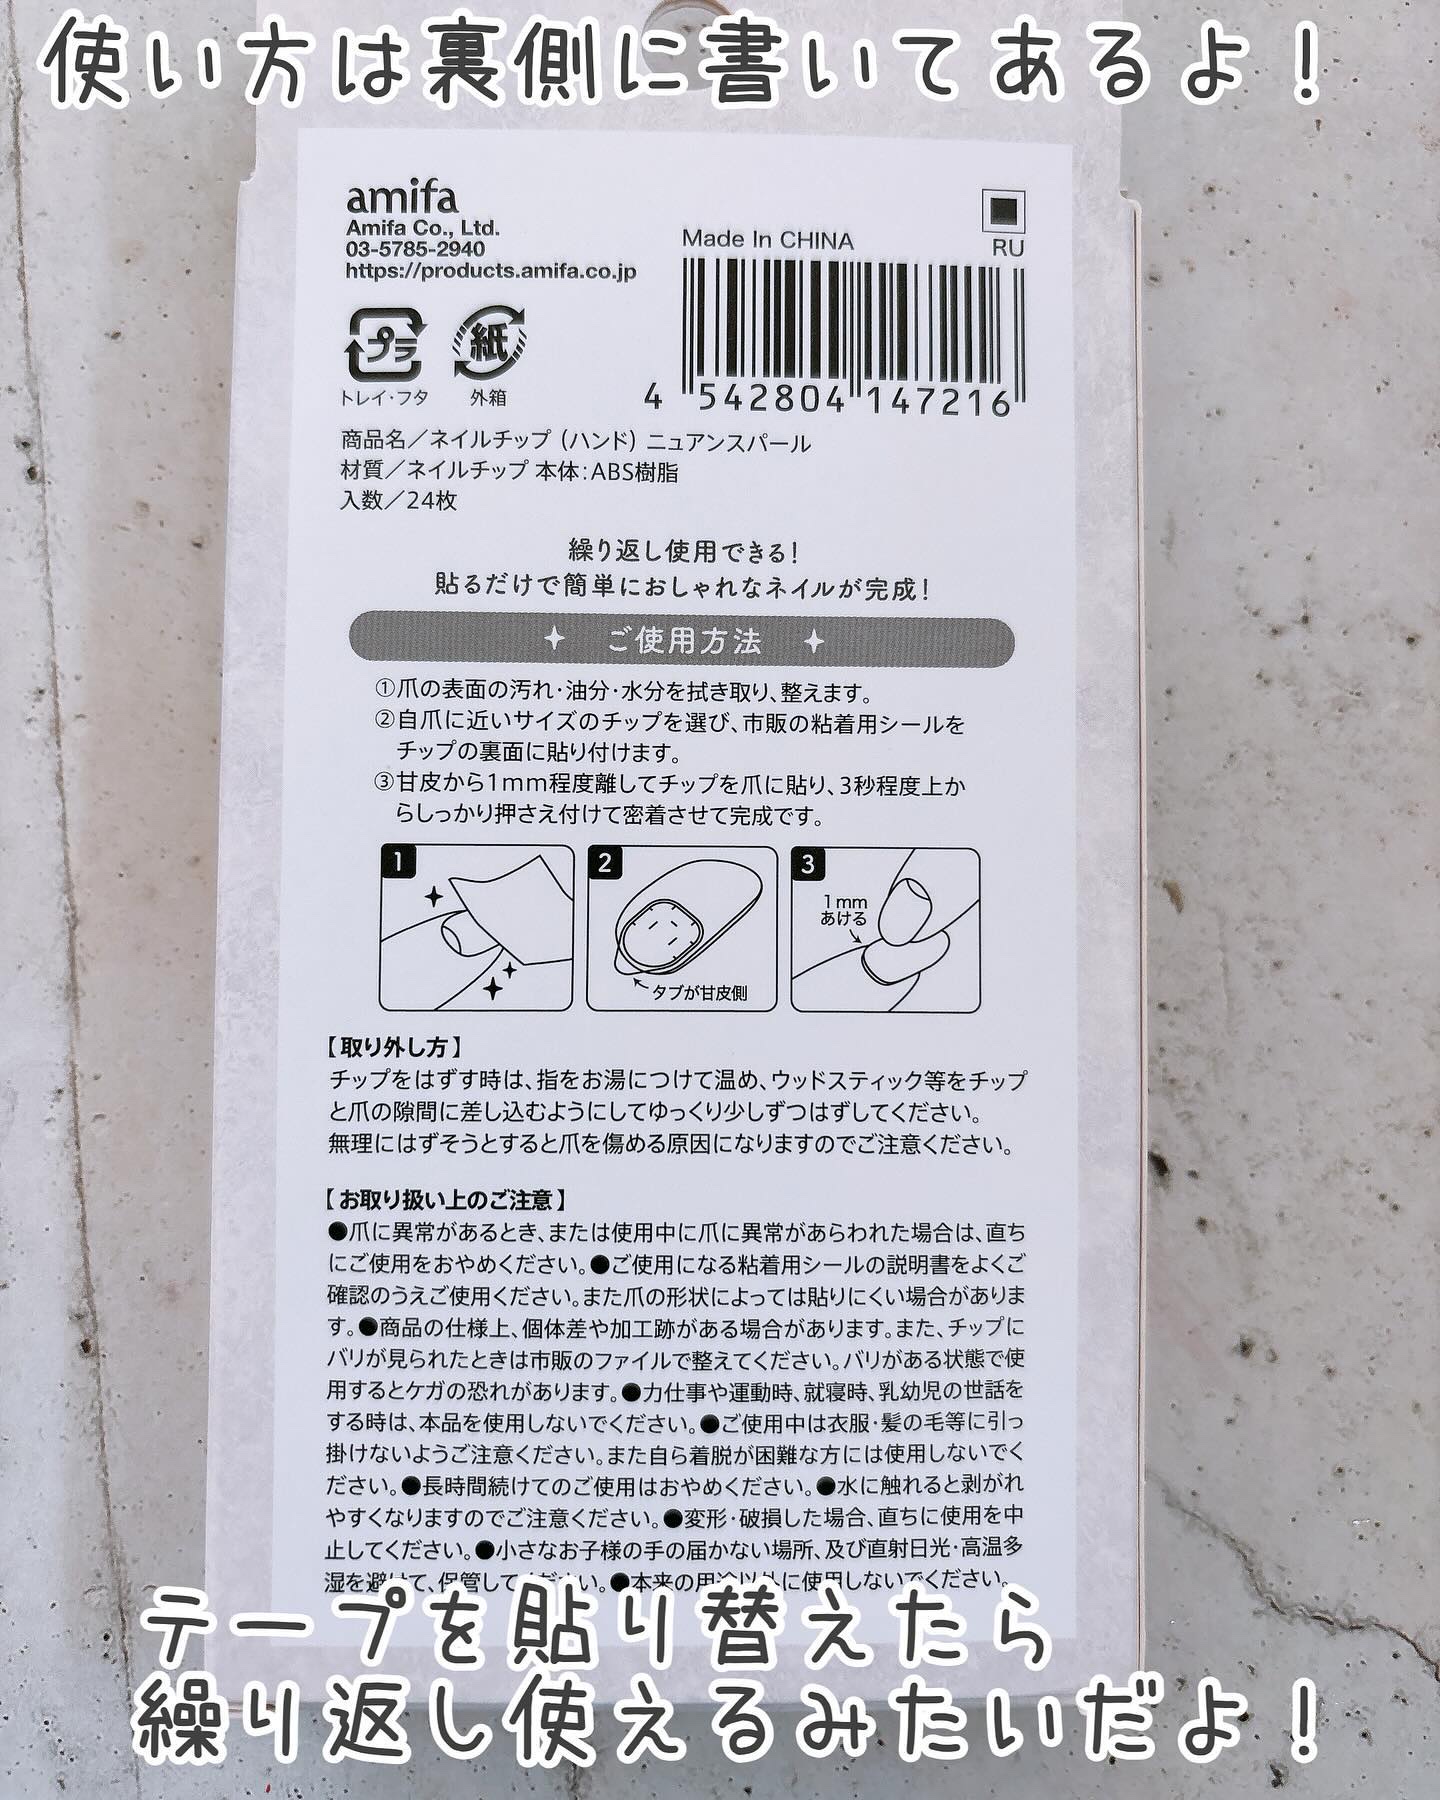 使い方は裏側に書いてあるよ！
amifa
Amifa Co., Ltd.
03-5785-2940
https://products.amifa.co.jp
Made In CHINA
RU
プラ
紙
トレイ・フタ
外箱
4 542804 147216
商品名／ネイルチップ（ハンド）ニュアンスパール
材質／ネイルチップ 本体：ABS樹脂
入数／24枚
繰り返し使用できる！
貼るだけで簡単におしゃれなネイルが完成！
ご使用方法
①爪の表面の汚れ・油分・水分を拭き取り、整えます。
②自爪に近いサイズのチップを選び、市販の粘着用シールを
チップの裏面に貼り付けます。
③甘皮から1mm程度離してチップを爪に貼り、3秒程度上か
らしっかり押さえ付けて密着させて完成です。
1
2
タブが甘皮側
3
1mm
あける
【取り外し方】
チップをはずす時は、指をお湯につけて温め、ウッドスティック等をチップ
と爪の隙間に差し込むようにしてゆっくり少しずつはずしてください。
無理にはずそうとすると爪を傷める原因になりますのでご注意ください。
【お取り扱い上のご注意】
●爪に異常があるとき、または使用中に爪に異常があらわれた場合は、直ち
にご使用をおやめください。●ご使用になる粘着用シールの説明書をよくご
確認のうえご使用ください。また爪の形状によっては貼りにくい場合がありま
す。●商品の仕様上、個体差や加工跡がある場合があります。また、チップに
バリが見られたときは市販のファイルで整えてください。バリがある状態で使
用するとケガの恐れがあります。●力仕事や運動時、就寝時、乳幼児の世話を
する時は、本品を使用しないでください。●ご使用中は衣服・髪の毛等に引っ
掛けないようご注意ください。また自ら着脱が困難な方には使用しないでく
ださい。●長時間続けてのご使用はおやめください。●水に触れると剥がれ
やすくなりますのでご注意ください。●変形・破損した場合、直ちに使用を中
止してください。●小さなお子様の手の届かない場所、及び直射日光・高温多
湿を避けて、保管してください。●本来の用途以外に使用しないでください。
テープを貼り替えたら
繰り返し使えるみたいだよ！